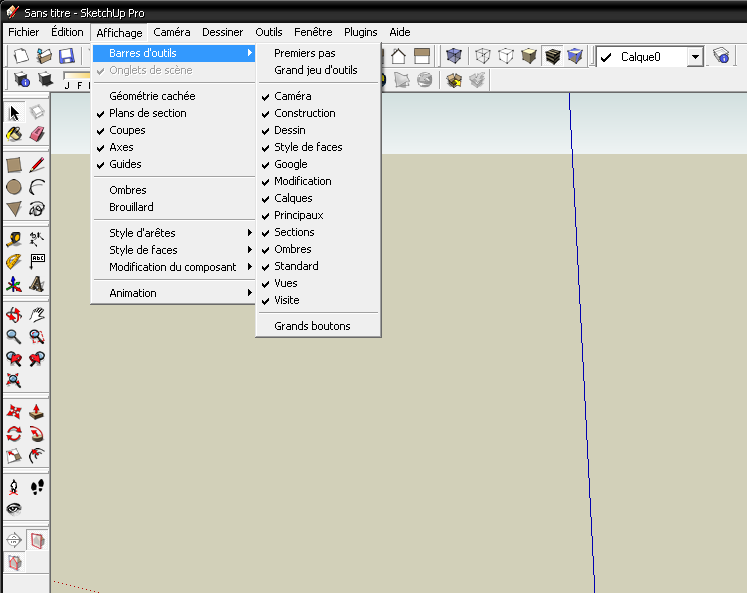 Sans titre - SketchUp Pro
Fichier Édition Affichage Caméra Dessiner Outils Fenêtre Plugins Aide
Calque0
J F
Barres d'outils
Onglets de scène
Géométrie cachée
Plans de section
Coupes
Axes
Guides
Ombres
Brouillard
Style d'arêtes
Style de faces
Modification du composant
Animation
Premiers pas
Grand jeu d'outils
Caméra
Construction
Dessin
Style de faces
Google
Modification
Calques
Principaux
Sections
Ombres
Standard
Vues
Visite
Grands boutons
ABC